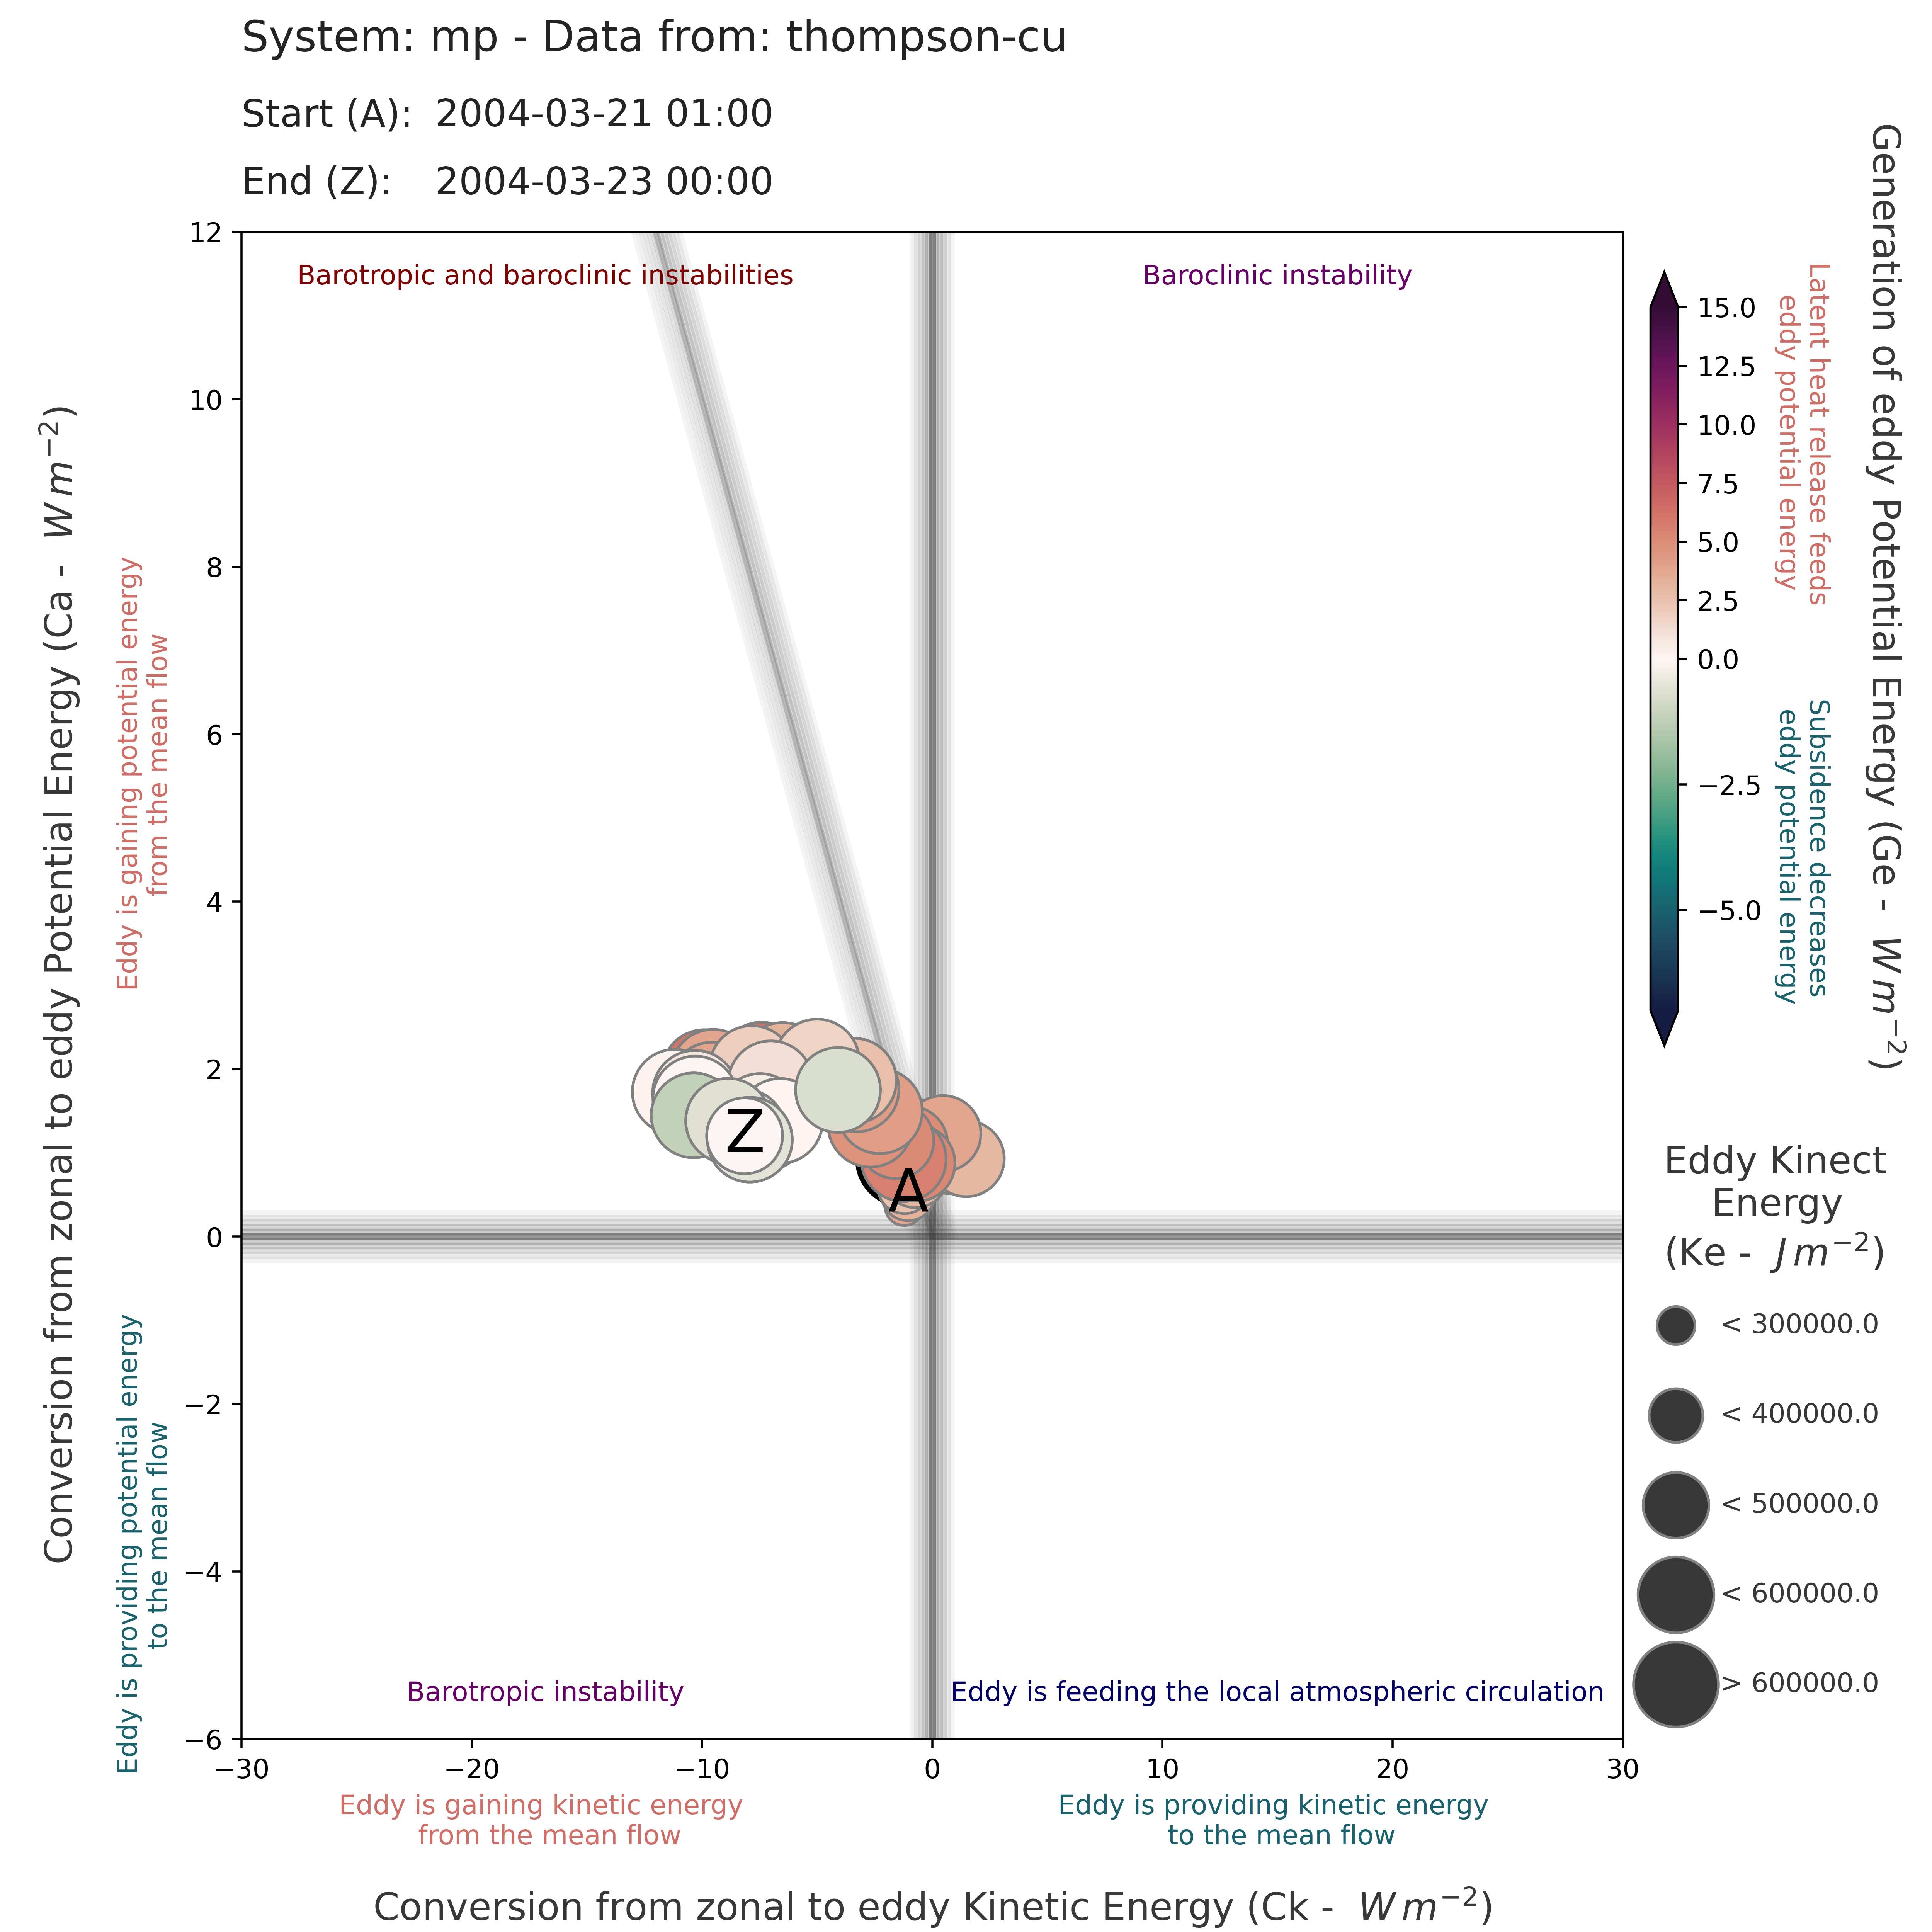 System: mp - Data from: thompson-cu
Start (A): 2004-03-21 01:00
End (Z): 2004-03-23 00:00
Barotropic and baroclinic instabilities
Baroclinic instability
Barotropic instability
Eddy is feeding the local atmospheric circulation
A
Z
12
10
8
6
4
2
0
−2
−4
−6
−30
−20
−10
0
10
20
30
Conversion from zonal to eddy Potential Energy (Ca - W m⁻²)
Eddy is gaining potential energy
from the mean flow
Eddy is providing potential energy
to the mean flow
Eddy is gaining kinetic energy
from the mean flow
Eddy is providing kinetic energy
to the mean flow
Conversion from zonal to eddy Kinetic Energy (Ck - W m⁻²)
15.0
12.5
10.0
7.5
5.0
2.5
0.0
−2.5
−5.0
Latent heat release feeds
eddy potential energy
Subsidence decreases
eddy potential energy
Generation of eddy Potential Energy (Ge - W m⁻²)
Eddy Kinect
Energy
(Ke - J m⁻²)
< 300000.0
< 400000.0
< 500000.0
< 600000.0
> 600000.0